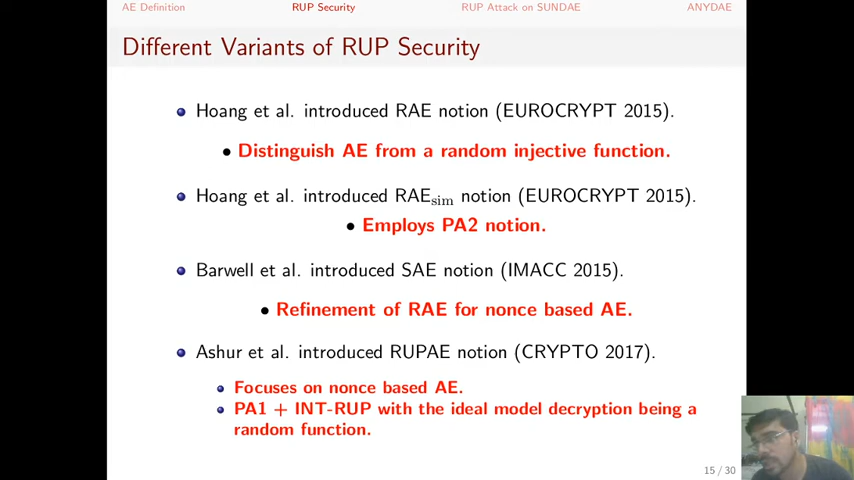 AE Definition RUP Security RUP Attack on SUNDAE ANYDAE
Different Variants of RUP Security
Hoang et al. introduced RAE notion (EUROCRYPT 2015).
Distinguish AE from a random injective function.
Hoang et al. introduced RAEsim notion (EUROCRYPT 2015).
Employs PA2 notion.
Barwell et al. introduced SAE notion (IMACC 2015).
Refinement of RAE for nonce based AE.
Ashur et al. introduced RUPAE notion (CRYPTO 2017).
Focuses on nonce based AE.
PA1 + INT-RUP with the ideal model decryption being a
random function.
15 / 30